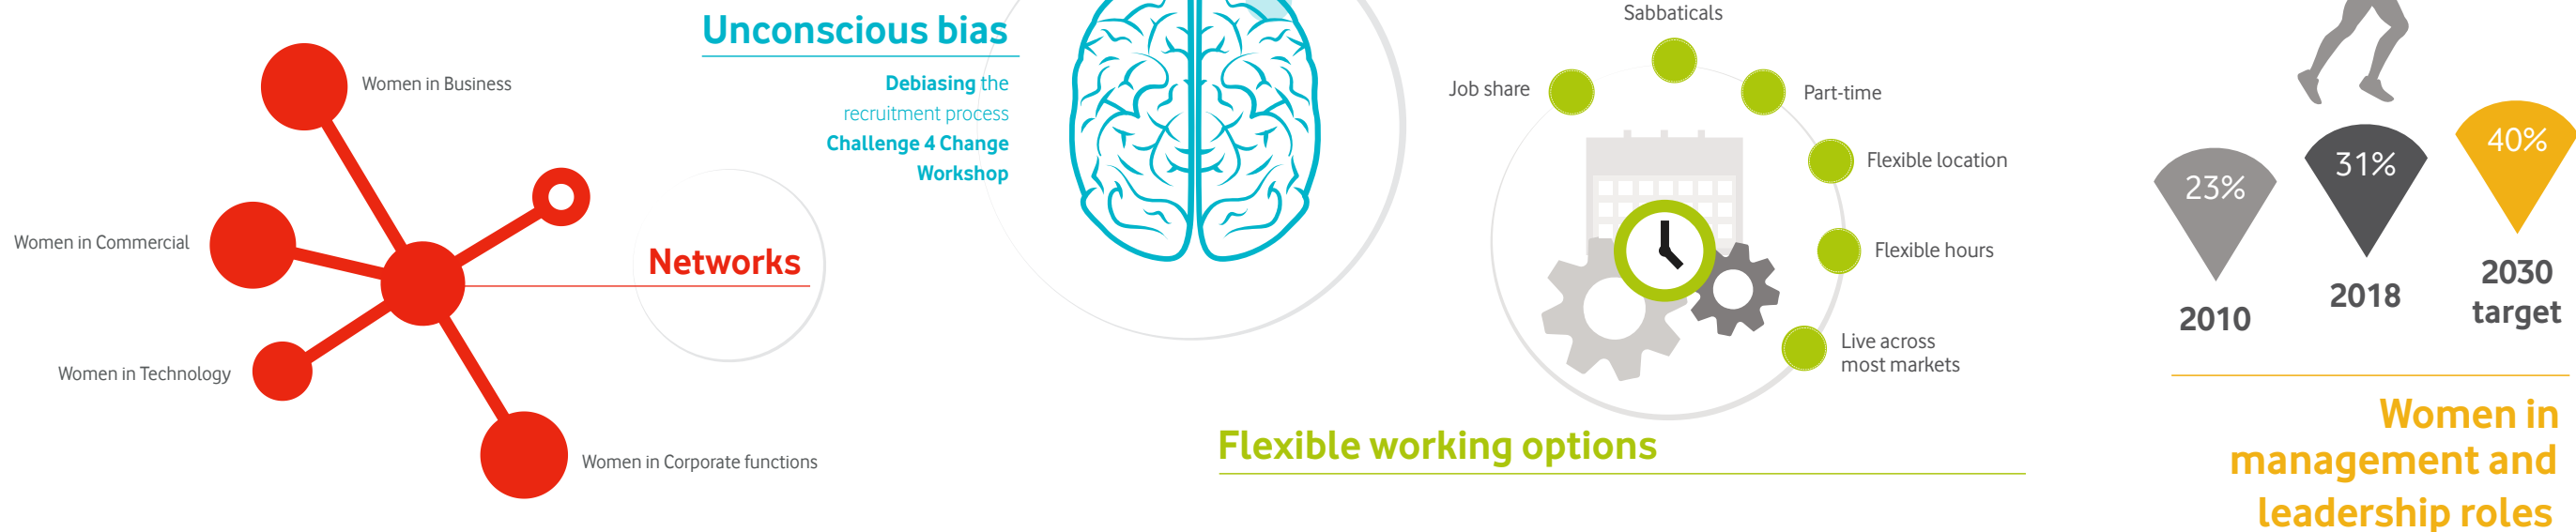 Women in Business
Women in Commercial
Networks
Women in Technology
Women in Corporate functions
Unconscious bias
Debiasing the
recruitment process
Challenge 4 Change
Workshop
Sabbaticals
Job share
Part-time
Flexible location
Flexible hours
Live across
most markets
Flexible working options
23%
31%
40%
2010
2018
2030
target
Women in
management and
leadership roles